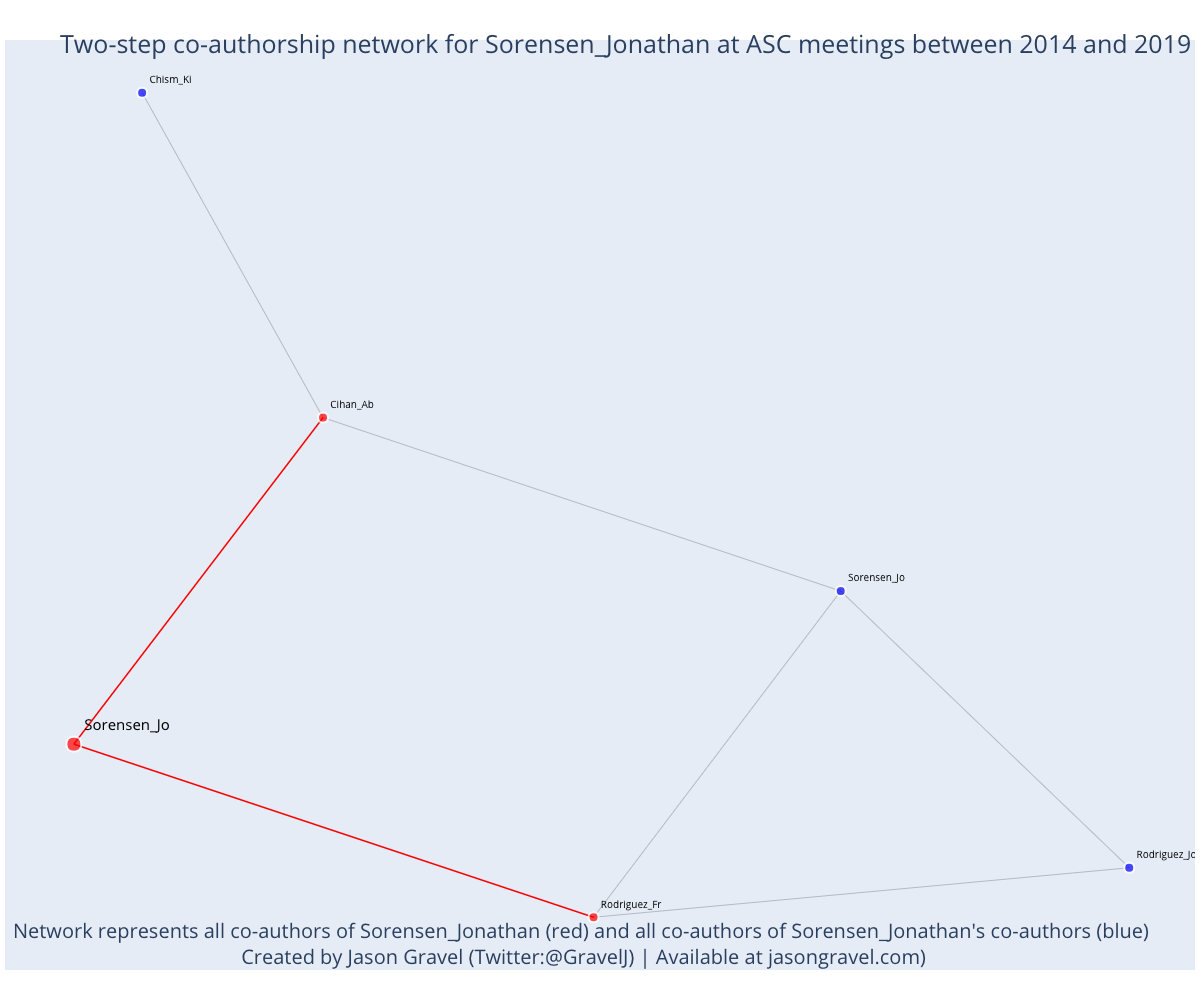 Two-step co-authorship network for Sorensen_Jonathan at ASC meetings between 2014 and 2019
Chism_Ki
Cihan_Ab
Sorensen_Jo
Sorensen_Jo
Rodriguez_Jo
Rodriguez_Fr
Network represents all co-authors of Sorensen_Jonathan (red) and all co-authors of Sorensen_Jonathan's co-authors (blue)
Created by Jason Gravel (Twitter:@GravelJ) | Available at jasongravel.com)